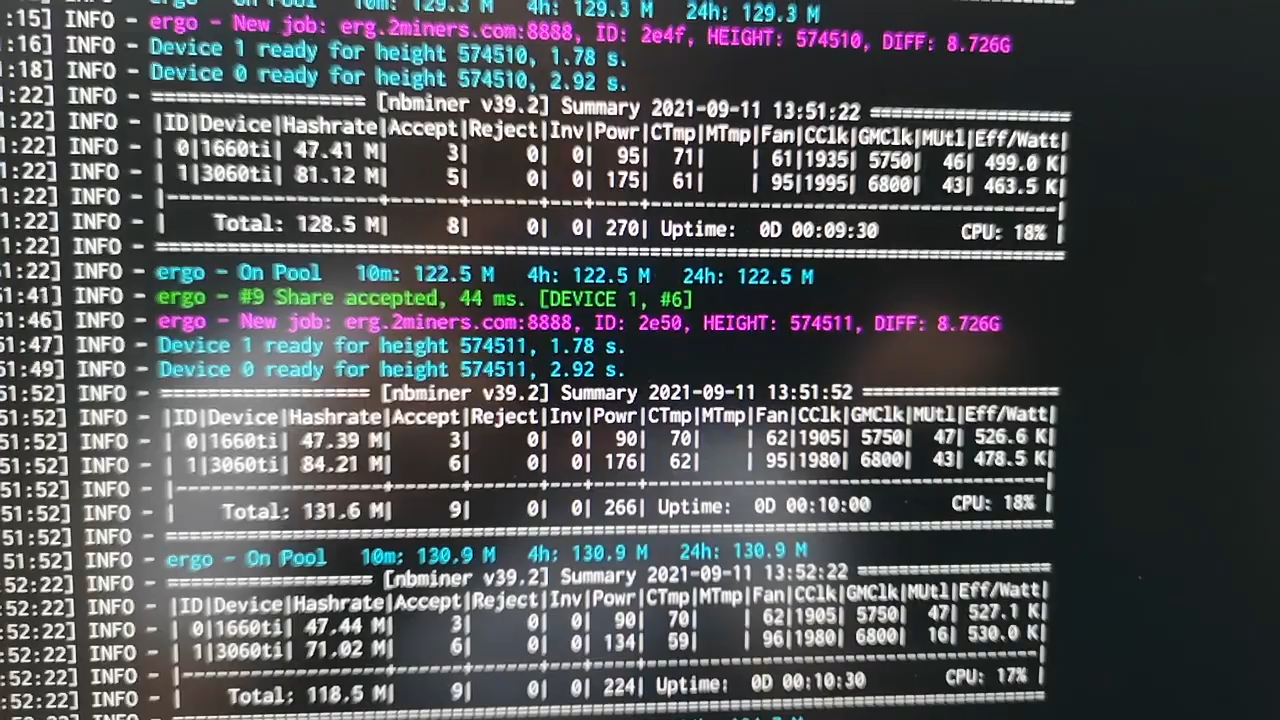 ergo - On Pool   10m: 129.3 M   4h: 129.3 M   24h: 129.3 M
:15] INFO - ergo - New job: erg.2miners.com:8888, ID: 2e4f, HEIGHT: 574510, DIFF: 8.726G
:16] INFO - Device 1 ready for height 574510, 1.78 s.
:18] INFO - Device 0 ready for height 574510, 2.92 s.
:22] INFO - =================== [nbminer v39.2] Summary 2021-09-11 13:51:22 ===================
1:22] INFO - |ID|Device|Hashrate|Accept|Reject|Inv|Powr|CTmp|MTmp|Fan|CClk|GMClk|MUtl|Eff/Watt|
1:22] INFO - | 0|1660ti| 47.41 M|     3|     0|  0|  95|  71|    | 61|1935| 5750|  46| 499.0 K|
1:22] INFO - | 1|3060ti| 81.12 M|     5|     0|  0| 175|  61|    | 95|1995| 6800|  43| 463.5 K|
1:22] INFO - |------------------+------+------+---+----+---------------------------------------|
1:22] INFO - |    Total: 128.5 M|     8|     0|  0| 270| Uptime:  0D 00:09:30        CPU: 18% |
1:22] INFO - ==================================================================================
51:22] INFO - ergo - On Pool   10m: 122.5 M   4h: 122.5 M   24h: 122.5 M
51:41] INFO - ergo - #9 Share accepted, 44 ms. [DEVICE 1, #6]
51:46] INFO - ergo - New job: erg.2miners.com:8888, ID: 2e50, HEIGHT: 574511, DIFF: 8.726G
51:47] INFO - Device 1 ready for height 574511, 1.78 s.
51:49] INFO - Device 0 ready for height 574511, 2.92 s.
51:52] INFO - =================== [nbminer v39.2] Summary 2021-09-11 13:51:52 ===================
51:52] INFO - |ID|Device|Hashrate|Accept|Reject|Inv|Powr|CTmp|MTmp|Fan|CClk|GMClk|MUtl|Eff/Watt|
51:52] INFO - | 0|1660ti| 47.39 M|     3|     0|  0|  90|  70|    | 62|1905| 5750|  47| 526.6 K|
51:52] INFO - | 1|3060ti| 84.21 M|     6|     0|  0| 176|  62|    | 95|1980| 6800|  43| 478.5 K|
51:52] INFO - |------------------+------+------+---+----+---------------------------------------|
51:52] INFO - |    Total: 131.6 M|     9|     0|  0| 266| Uptime:  0D 00:10:00        CPU: 18% |
51:52] INFO - ==================================================================================
51:52] INFO - ergo - On Pool   10m: 130.9 M   4h: 130.9 M   24h: 130.9 M
:52:22] INFO - =================== [nbminer v39.2] Summary 2021-09-11 13:52:22 ===================
:52:22] INFO - |ID|Device|Hashrate|Accept|Reject|Inv|Powr|CTmp|MTmp|Fan|CClk|GMClk|MUtl|Eff/Watt|
:52:22] INFO - | 0|1660ti| 47.44 M|     3|     0|  0|  90|  70|    | 62|1905| 5750|  47| 527.1 K|
:52:22] INFO - | 1|3060ti| 71.02 M|     6|     0|  0| 134|  59|    | 96|1980| 6800|  16| 530.0 K|
:52:22] INFO - |------------------+------+------+---+----+---------------------------------------|
:52:22] INFO - |    Total: 118.5 M|     9|     0|  0| 224| Uptime:  0D 00:10:30        CPU: 17% |